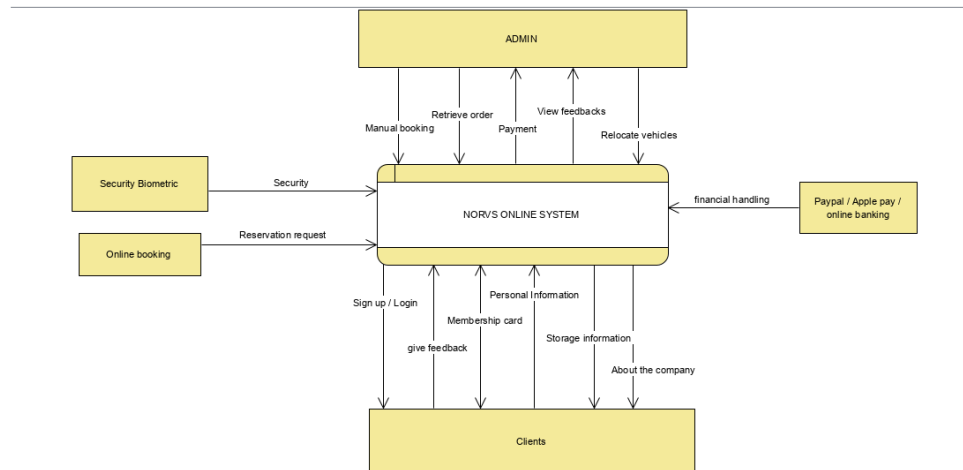 ADMIN
Manual booking
Retrieve order
Payment
View feedbacks
Relocate vehicles
Security Biometric
Security
NORVS ONLINE SYSTEM
financial handling
Paypal / Apple pay /
online banking
Online booking
Reservation request
Sign up / Login
give feedback
Membership card
Personal Information
Storage information
About the company
Clients